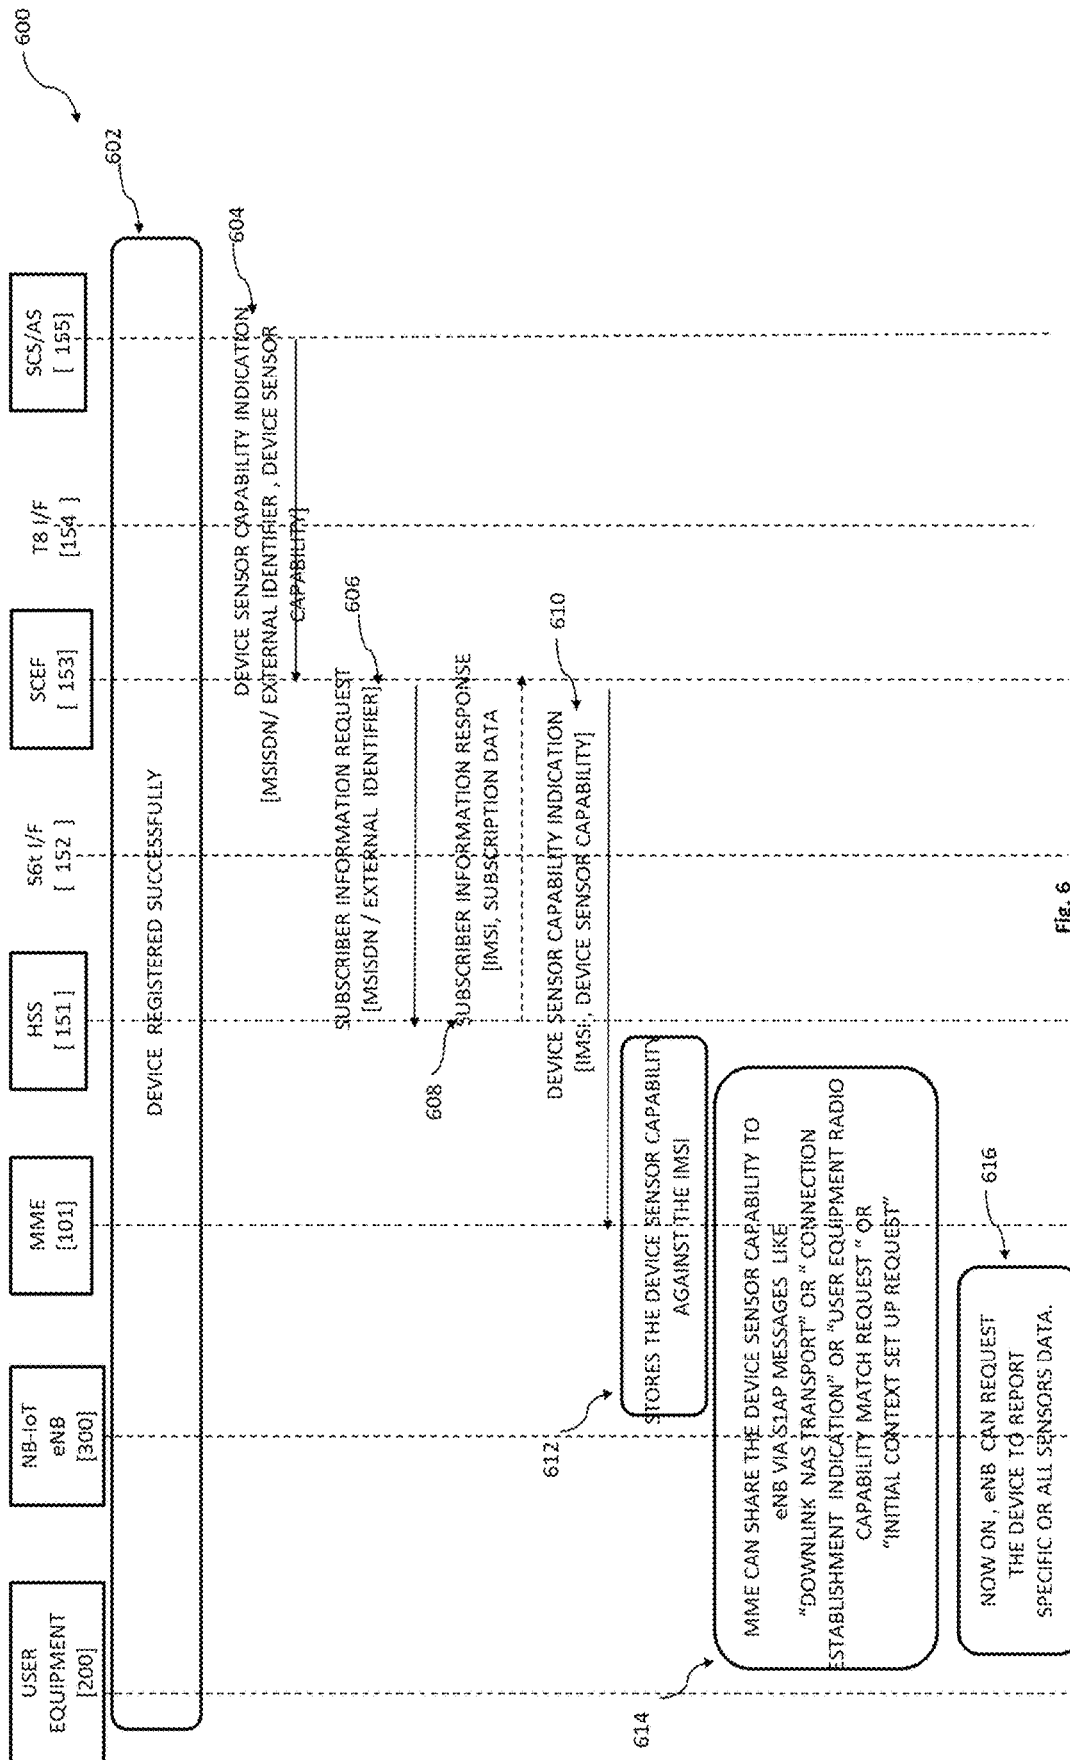 600
USER
EQUIPMENT
[200]
NB-IoT
eNB
[300]
MME
[101]
HSS
[ 151 ]
S6t I/F
[ 152 ]
SCEF
[ 153]
T8 I/F
[154 ]
SCS/AS
[ 155]
602
DEVICE REGISTERED SUCCESSFULLY
604
DEVICE SENSOR CAPABILITY INDICATION
[MSISDN/ EXTERNAL IDENTIFIER , DEVICE SENSOR
CAPABILITY]
606
SUBSCRIBER INFORMATION REQUEST
[MSISDN / EXTERNAL IDENTIFIER]
608
SUBSCRIBER INFORMATION RESPONSE
[IMSI, SUBSCRIPTION DATA
610
DEVICE SENSOR CAPABILITY INDICATION
[IMSI , DEVICE SENSOR CAPABILITY]
612
STORES THE DEVICE SENSOR CAPABILITY
AGAINST THE IMSI
614
MME CAN SHARE THE DEVICE SENSOR CAPABILITY TO
eNB VIA S1AP MESSAGES LIKE
"DOWNLINK NAS TRANSPORT" OR " CONNECTION
ESTABLISHMENT INDICATION" OR "USER EQUIPMENT RADIO
CAPABILITY MATCH REQUEST " OR
"INITIAL CONTEXT SET UP REQUEST"
616
NOW ON , eNB CAN REQUEST
THE DEVICE TO REPORT
SPECIFIC OR ALL SENSORS DATA.
Fig. 6